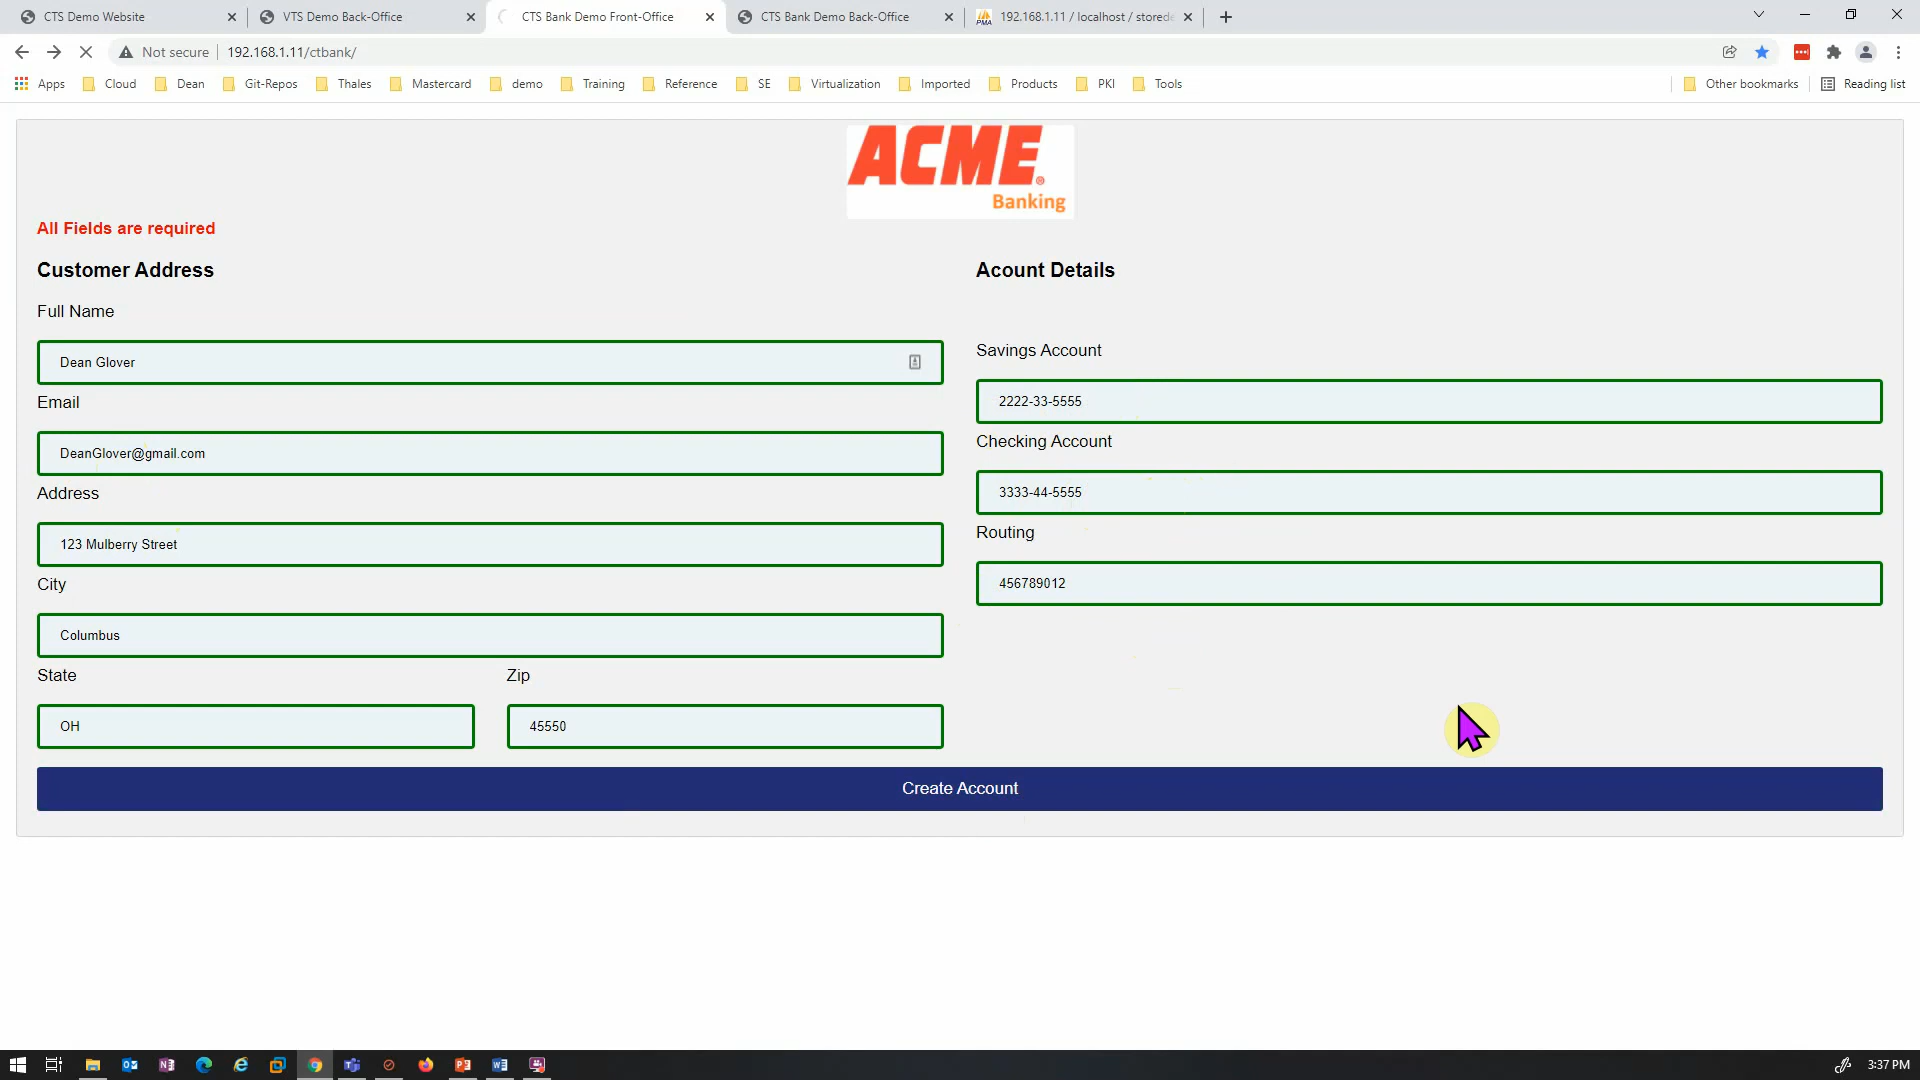 CTS Demo Website
VTS Demo Back-Office
CTS Bank Demo Front-Office
CTS Bank Demo Back-Office
192.168.1.11 / localhost / storede
Not secure
192.168.1.11/ctbank/
Apps
Cloud
Dean
Git-Repos
Thales
Mastercard
demo
Training
Reference
SE
Virtualization
Imported
Products
PKI
Tools
Other bookmarks
Reading list
ACME®
Banking
All Fields are required
Customer Address
Full Name
Dean Glover
Email
DeanGlover@gmail.com
Address
123 Mulberry Street
City
Columbus
State
Zip
OH
45550
Acount Details
Savings Account
2222-33-5555
Checking Account
3333-44-5555
Routing
456789012
Create Account
3:37 PM